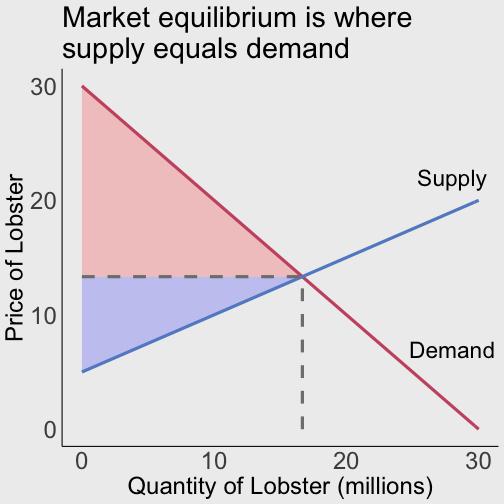 Market equilibrium is where
supply equals demand
30
20
10
0
Price of Lobster
Supply
Demand
0
10
20
30
Quantity of Lobster (millions)